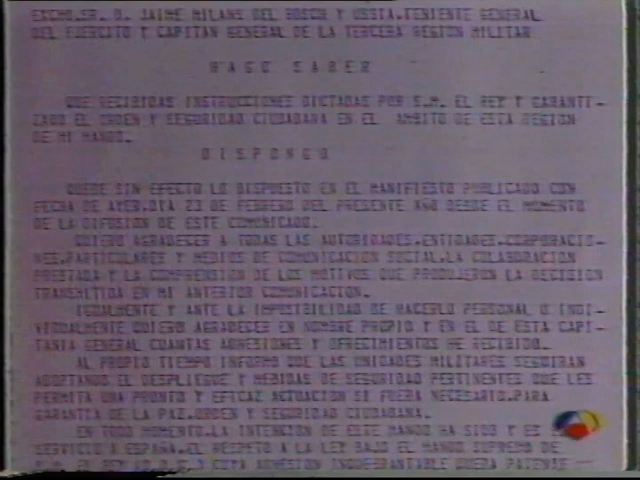 EXCMO.SR. D. JAIME MILANS DEL BOSCH Y USSIA.TENIENTE GENERAL
DEL EJERCITO Y CAPITAN GENERAL DE LA TERCERA REGION MILITAR
H A G O   S A B E R
QUE RECIBIDAS INSTRUCCIONES DICTADAS POR S.M. EL REY Y GARANTI-
ZADO EL ORDEN Y SEGURIDAD CIUDADANA EN EL AMBITO DE ESTA REGION
DE MI MANDO.
D I S P O N G O
QUEDE SIN EFECTO LO DISPUESTO EN EL MANIFIESTO PUBLICADO CON
FECHA DE AYER.DIA 23 DE FEBRERO DEL PRESENTE AÑO DESDE EL MOMENTO
DE LA DIFUSION DE ESTE COMUNICADO.
QUIERO AGRADECER A TODAS LAS AUTORIDADES.ENTIDADES.CORPORACIO-
NES.PARTICULARES Y MEDIOS DE COMUNICACION SOCIAL.LA COLABORACION
PRESTADA Y LA COMPRENSION DE LOS MOTIVOS QUE PRODUJERON LA DECISION
TRANSMITIDA EN MI ANTERIOR COMUNICACION.
IGUALMENTE Y ANTE LA IMPOSIBILIDAD DE HACERLO PERSONAL O INDI-
VIDUALMENTE QUIERO AGRADECER EN NOMBRE PROPIO Y EN EL DE ESTA CAPI-
TANIA GENERAL CUANTAS ADHESIONES Y OFRECIMIENTOS HE RECIBIDO.
AL PROPIO TIEMPO INFORMO QUE LAS UNIDADES MILITARES SEGUIRAN
ADOPTANDO EL DESPLIEGUE Y MEDIDAS DE SEGURIDAD PERTINENTES QUE LES
PERMITA UNA PRONTO Y EFICAZ ACTUACION SI FUERA NECESARIO.PARA
GARANTIA DE LA PAZ.ORDEN Y SEGURIDAD CIUDADANA.
EN TODO MOMENTO.LA INTENCION DE ESTE MANDO HA SIDO Y ES EL
SERVICIO A ESPAÑA.EL RESPETO A LA LEY BAJO EL MANDO SUPREMO DE
EL REY CUYA ADHESION INQUEBRANTABLE QUEDA PATENTE